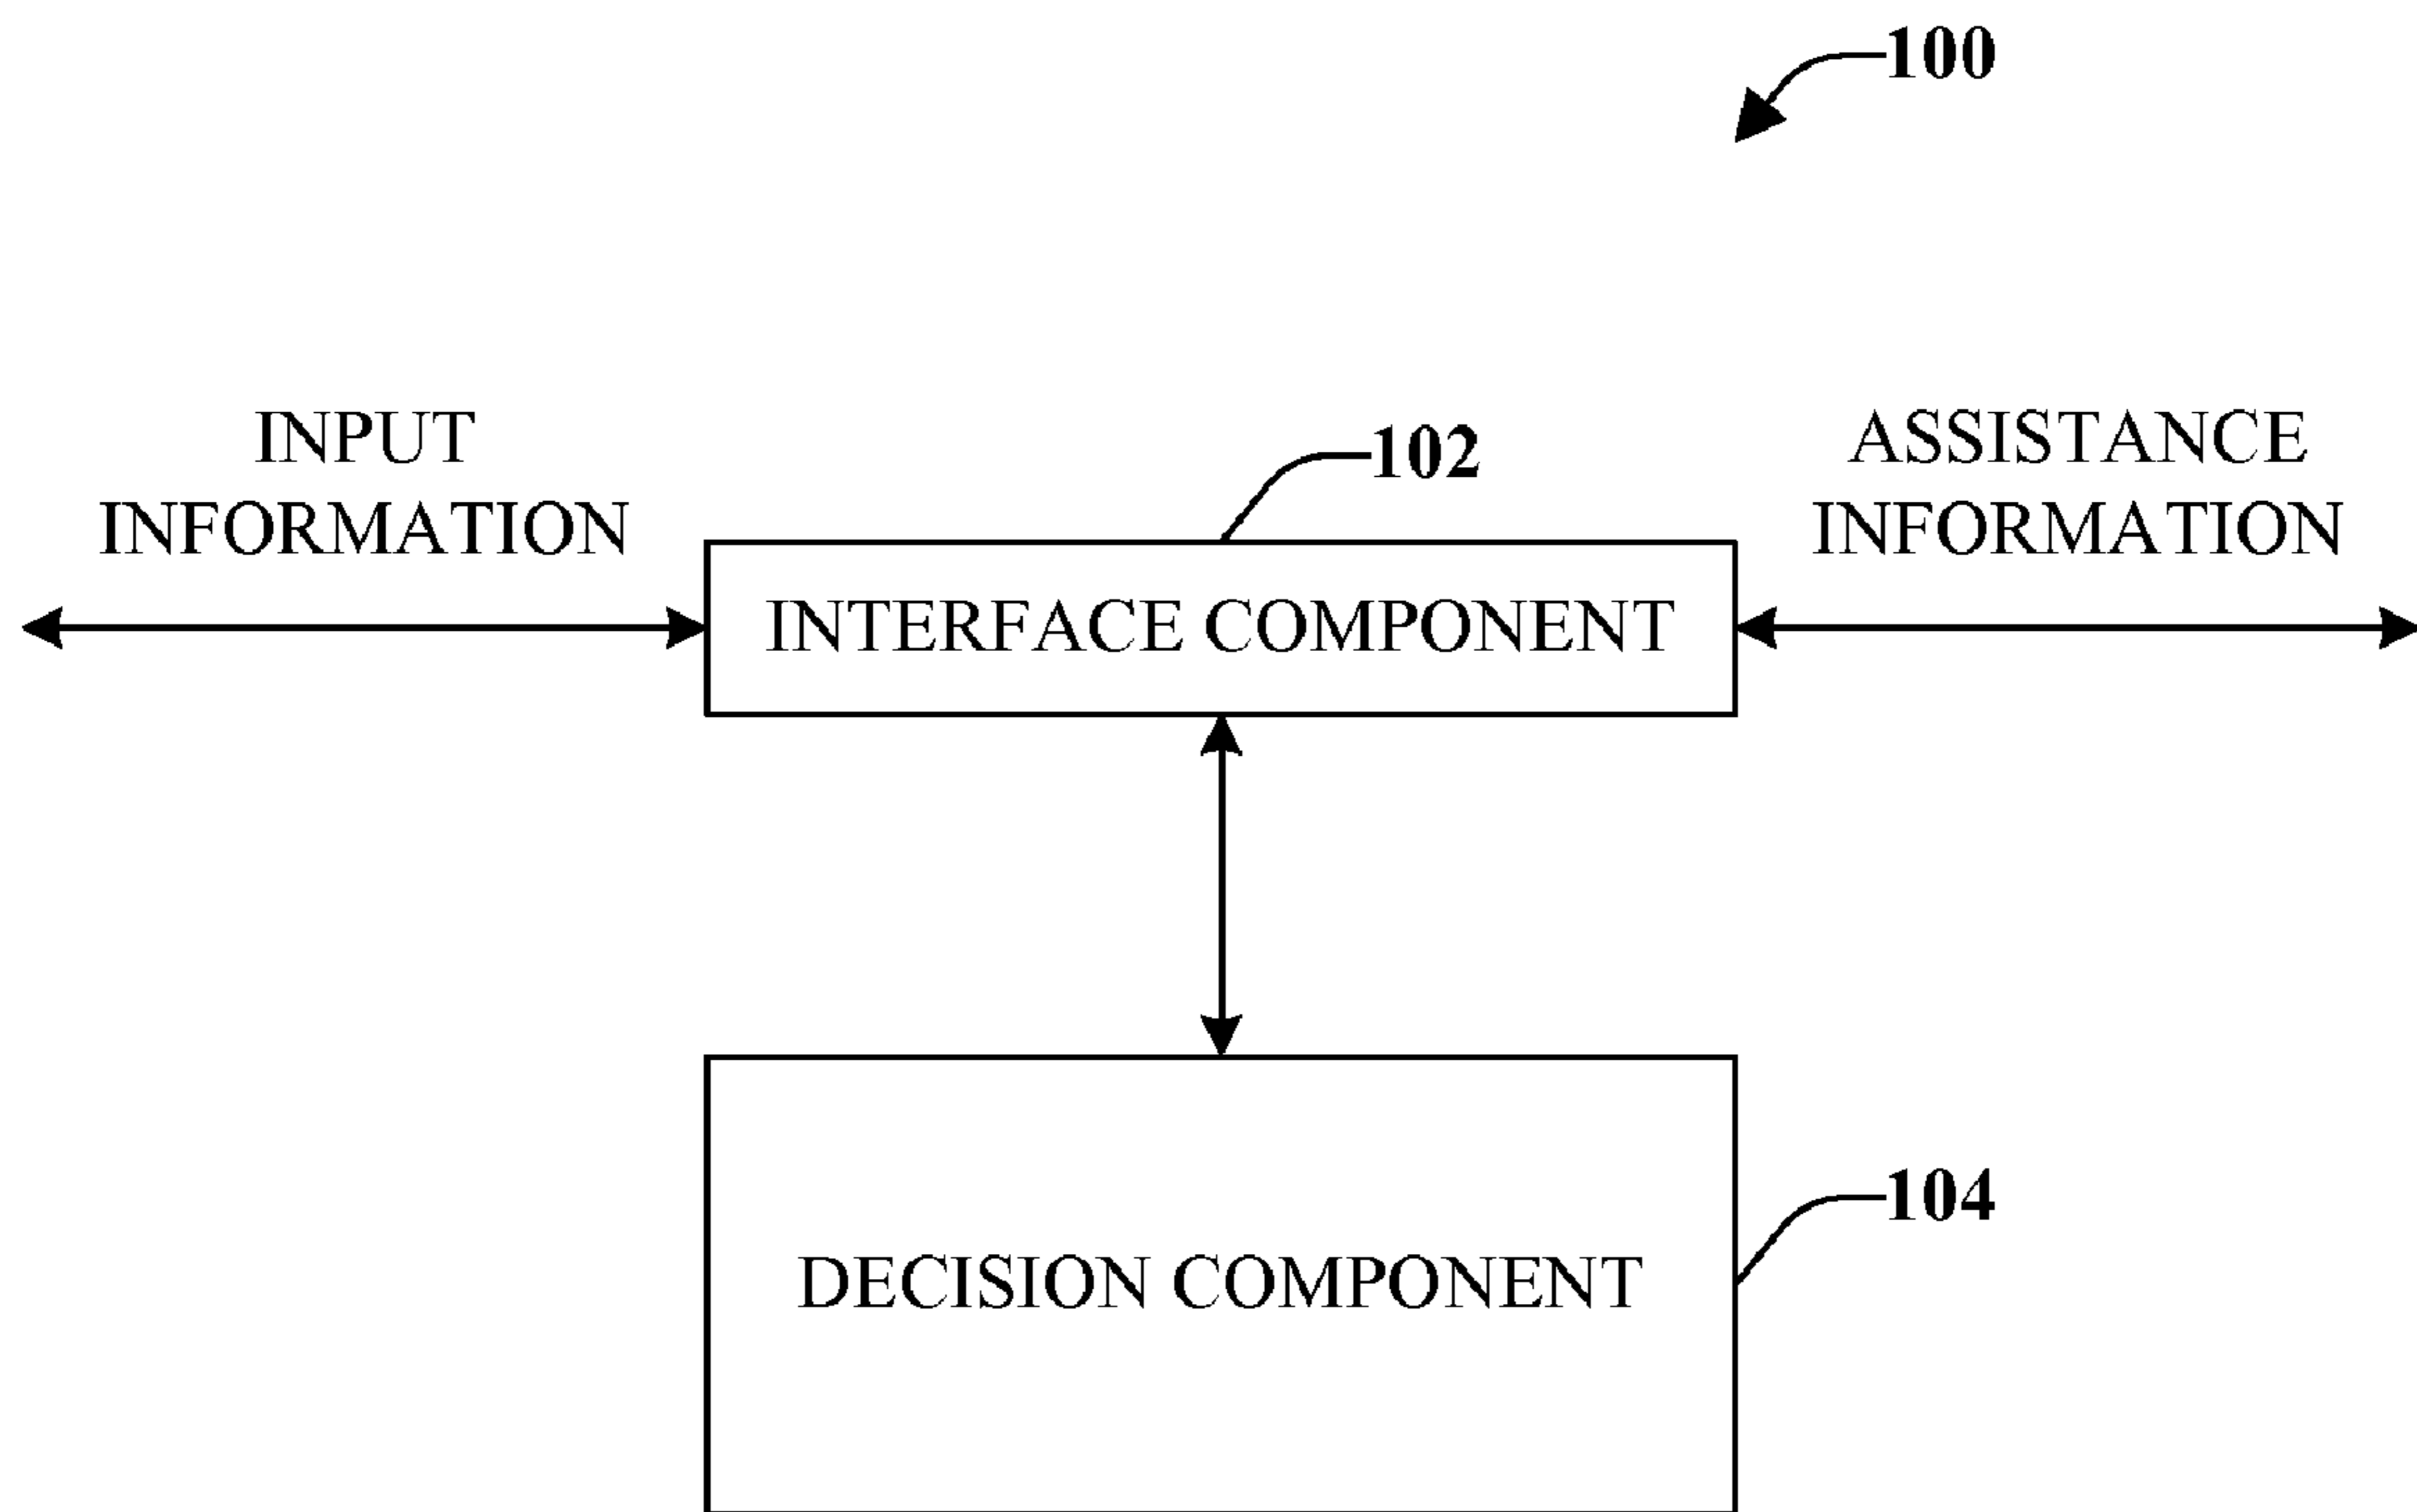 100
INPUT
INFORMATION
102
ASSISTANCE
INFORMATION
INTERFACE COMPONENT
104
DECISION COMPONENT